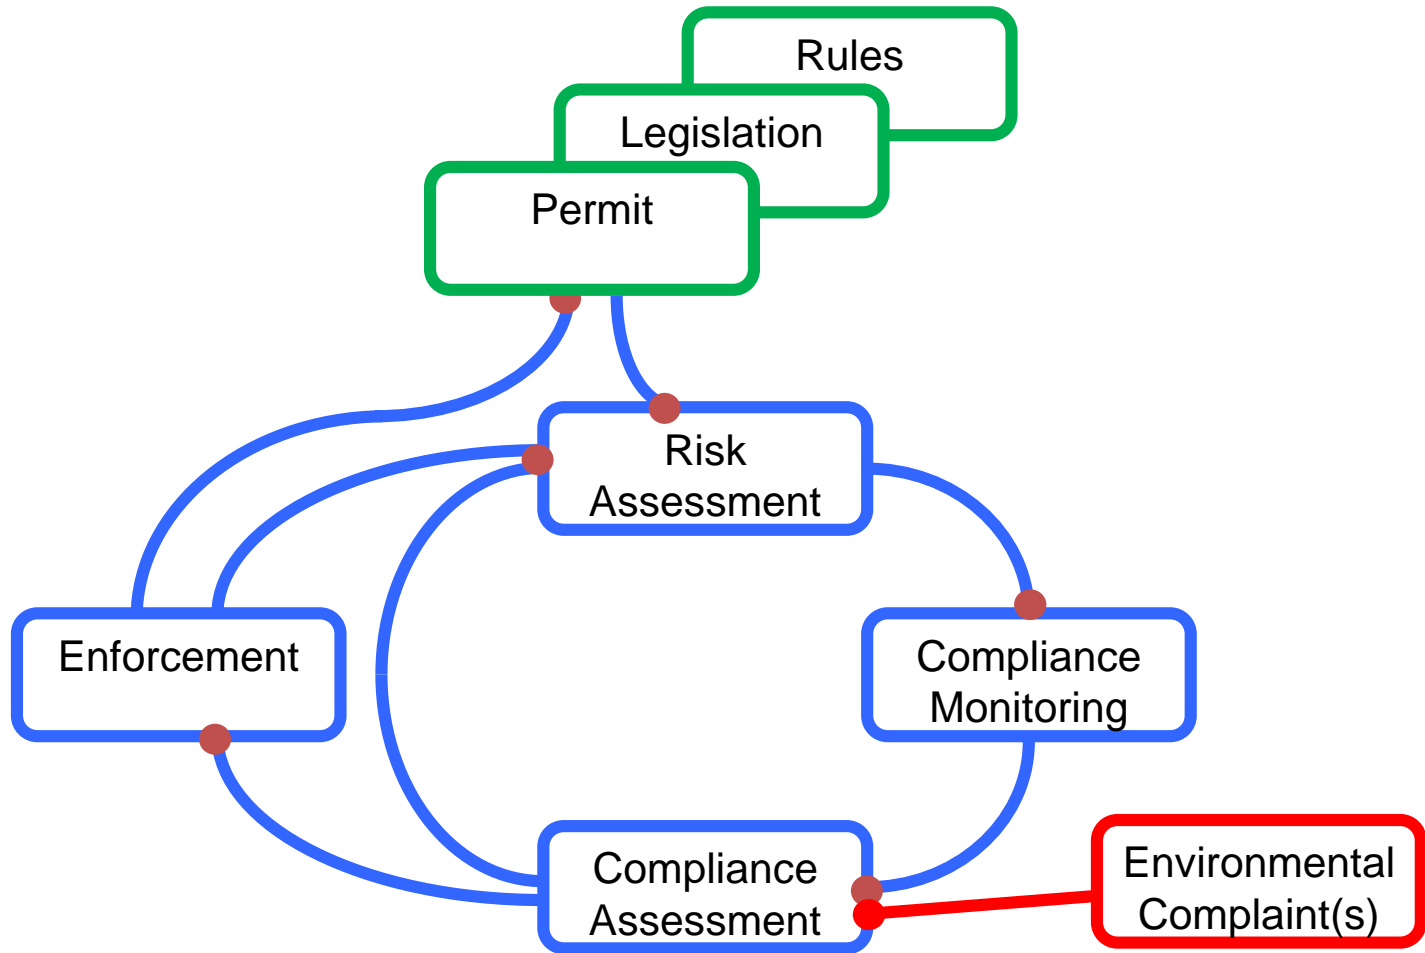 Rules
Legislation
Permit
Risk
Assessment
Enforcement
Compliance
Monitoring
Compliance
Assessment
Environmental
Complaint(s)